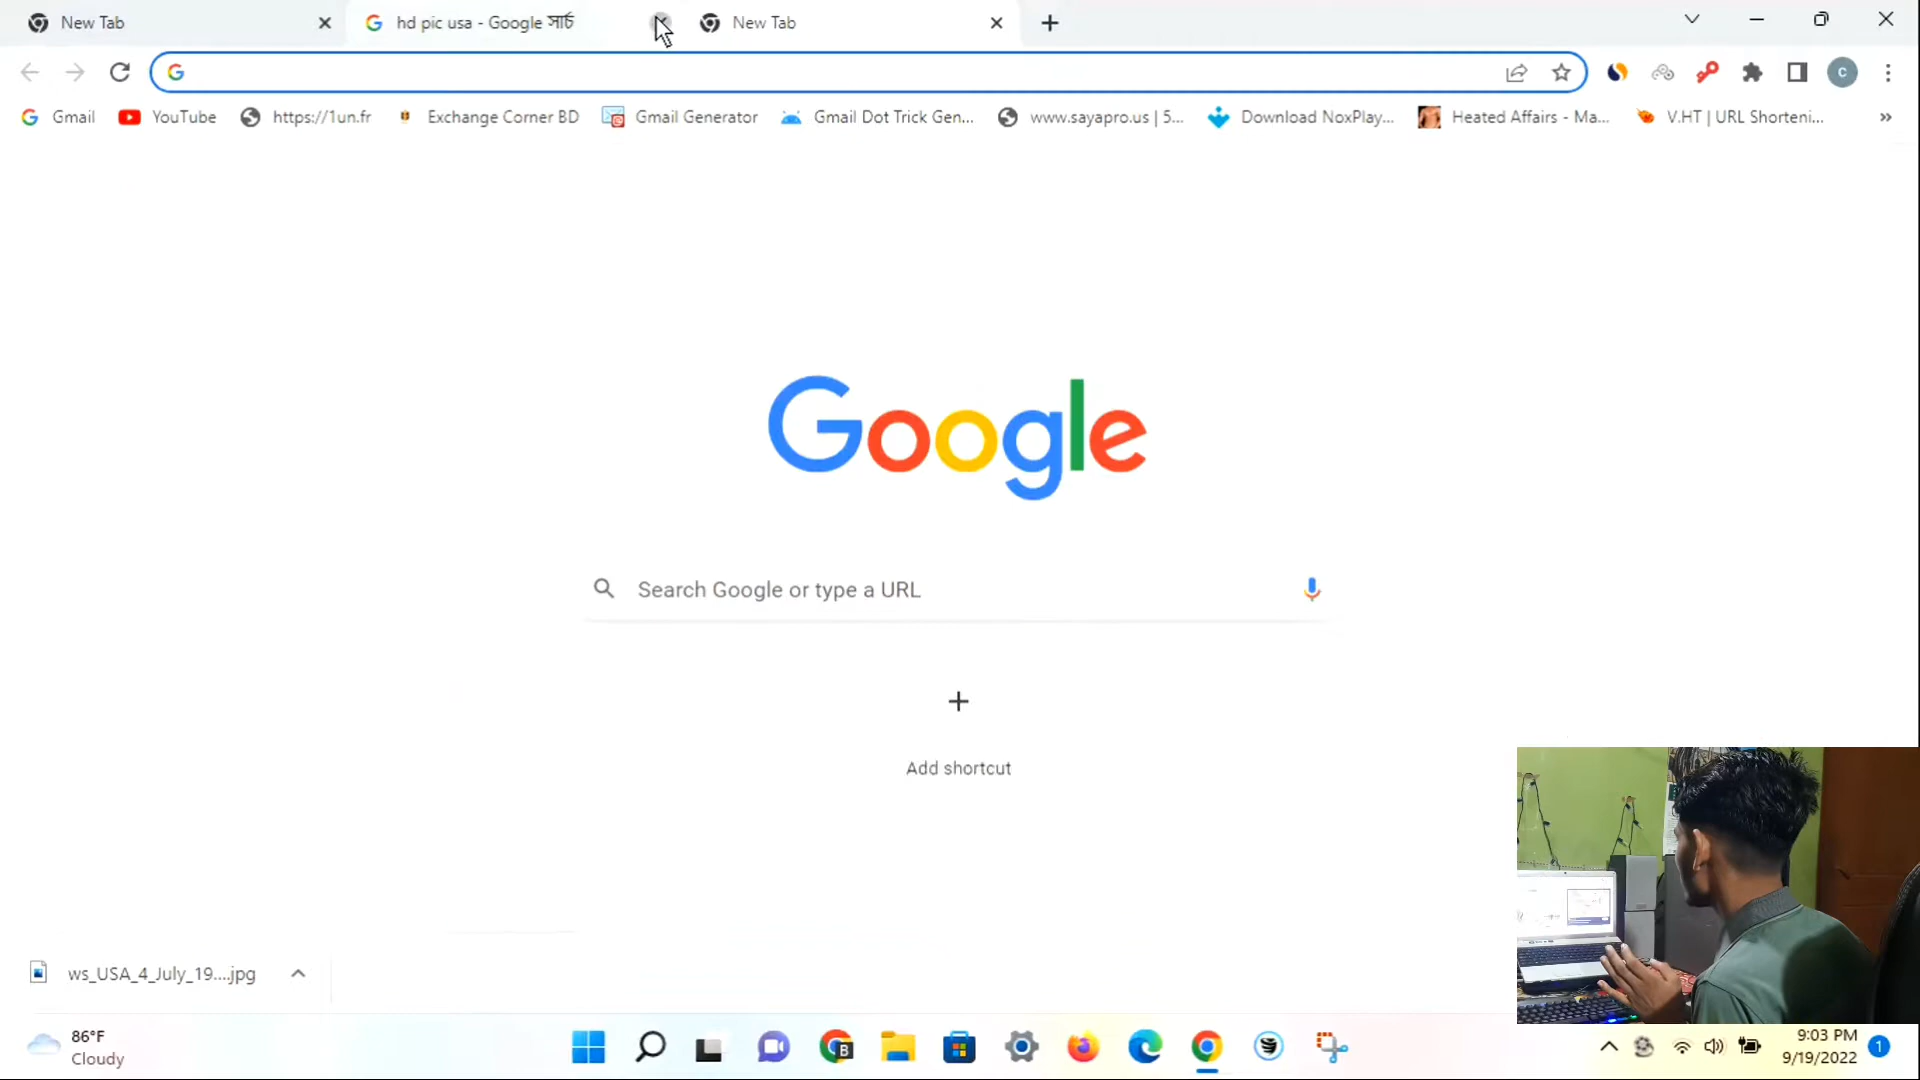 New Tab
hd pic usa - Google সার্চ
New Tab
Gmail
YouTube
https://1un.fr
Exchange Corner BD
Gmail Generator
Gmail Dot Trick Gen...
www.sayapro.us | 5...
Download NoxPlay...
Heated Affairs - Ma...
V.HT | URL Shorteni...
»
C
Google
Search Google or type a URL
Add shortcut
ws_USA_4_July_19....jpg
86°F
Cloudy
B
9:03 PM
9/19/2022
1